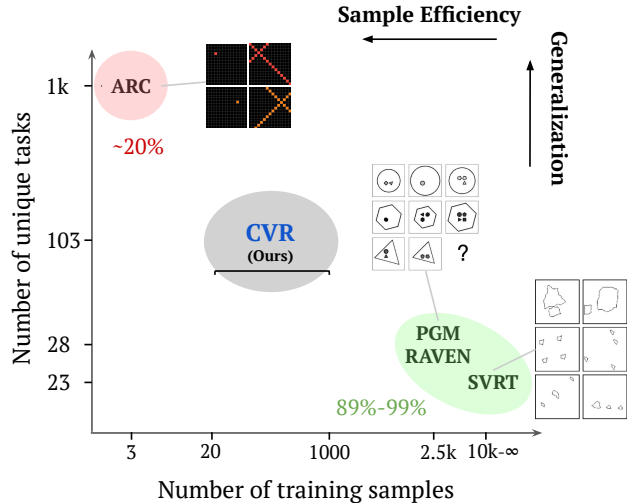 Sample Efficiency
Generalization
Number of unique tasks
1k
103
28
23
ARC
~20%
CVR
(Ours)
?
PGM
RAVEN
SVRT
89%-99%
3
20
1000
2.5k
10k-∞
Number of training samples